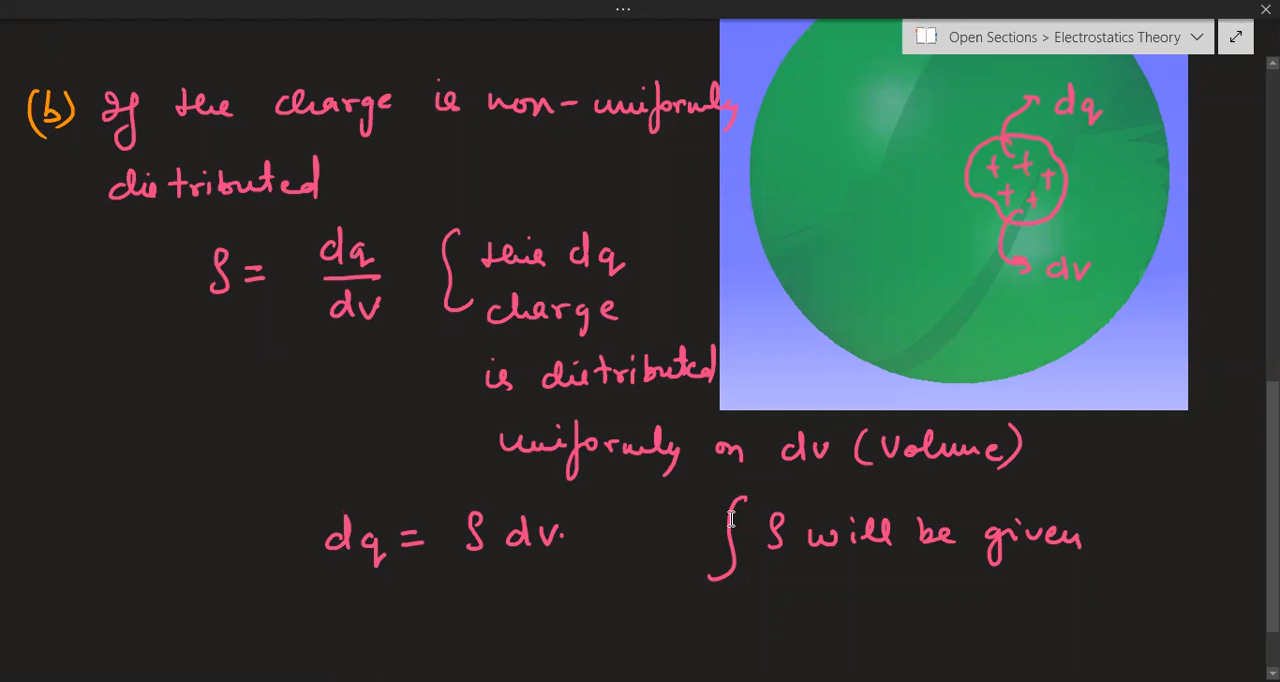 Open Sections > Electrostatics Theory
(b) If the charge is non-uniformly
distributed
ρ = dq/dv { this dq
charge
is distributed
uniformly on dv (Volume)
dq = ρ dv. ∫ ρ will be given
dq
dv